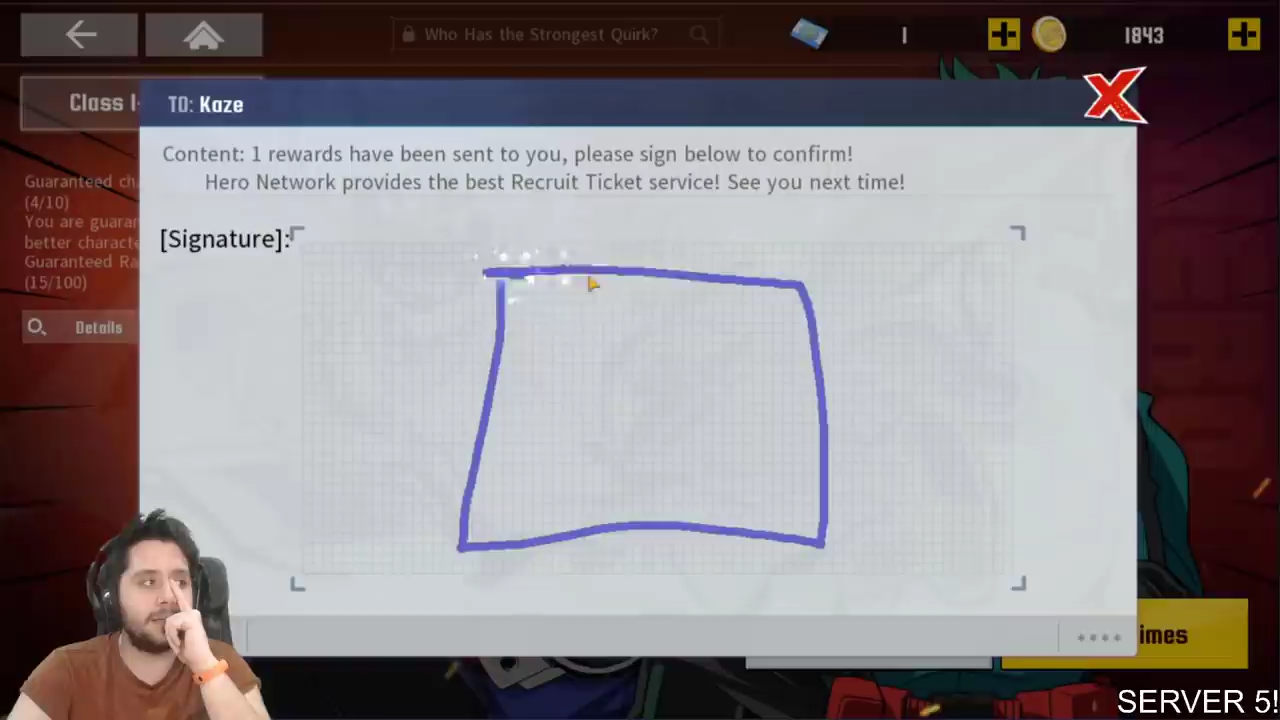 Who Has the Strongest Quirk?
1
1843
Class 1-
TO: Kaze
Content: 1 rewards have been sent to you, please sign below to confirm!
Hero Network provides the best Recruit Ticket service! See you next time!
Guaranteed
(4/10)
You are
better
Guaranteed
(15/100)
[Signature]:
Details
SERVER 5!